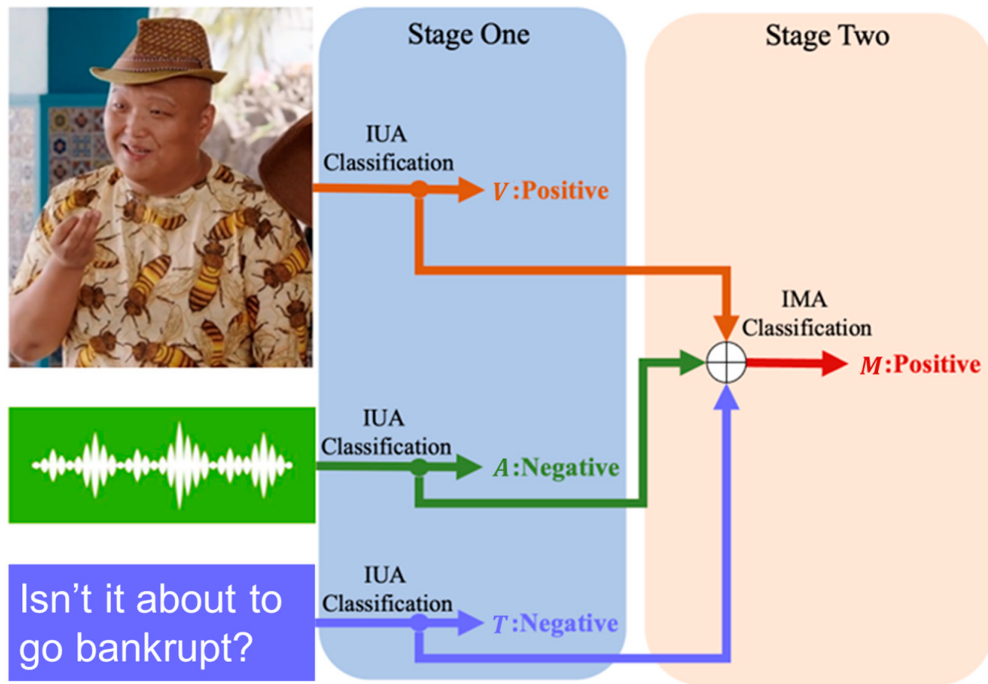 Stage One
Stage Two
IUA
Classification
V:Positive
IMA
Classification
M:Positive
IUA
Classification
A:Negative
Isn't it about to
go bankrupt?
IUA
Classification
T:Negative